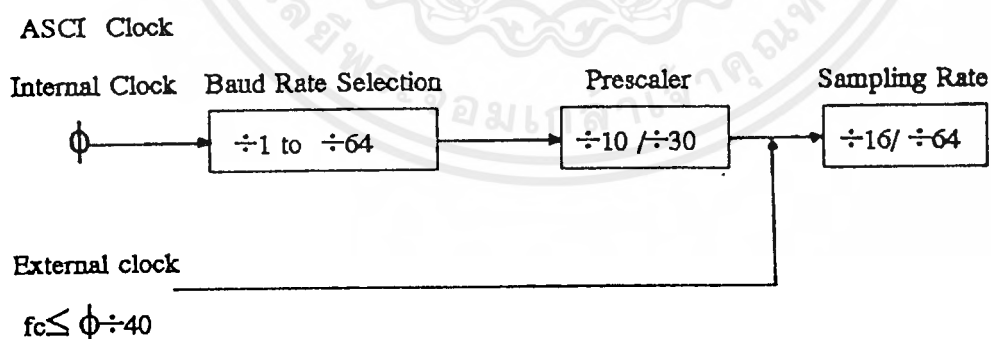 ASCI Clock
Internal Clock Baud Rate Selection Prescaler Sampling Rate
ϕ ÷1 to ÷64 ÷10 /÷30 ÷16/ ÷64
External clock
fc≤ ϕ÷40